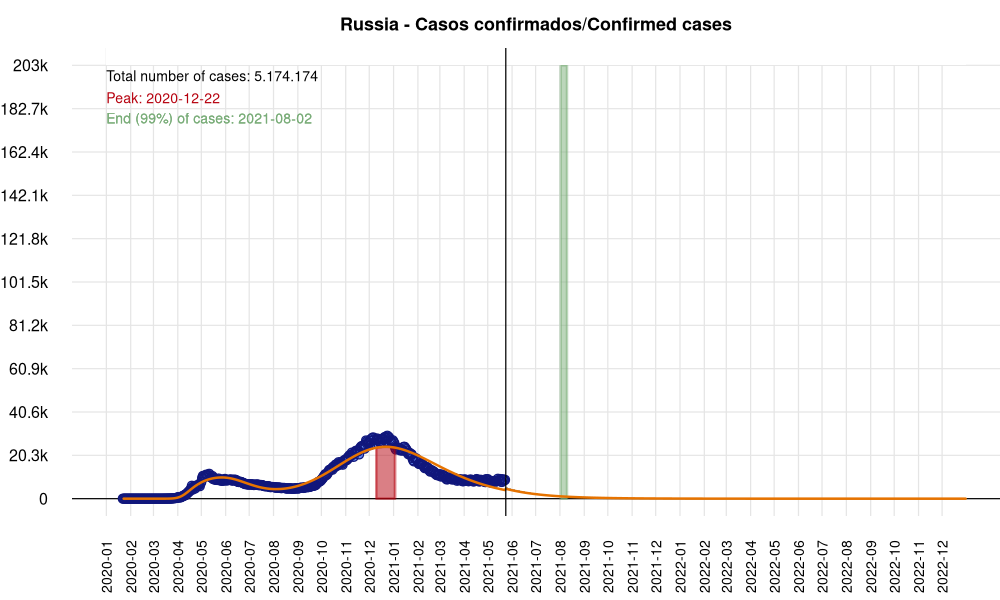 Russia - Casos confirmados/Confirmed cases
203k
182.7k
162.4k
142.1k
121.8k
101.5k
81.2k
60.9k
40.6k
20.3k
0
Total number of cases: 5.174.174
Peak: 2020-12-22
End (99%) of cases: 2021-08-02
2020-01
2020-02
2020-03
2020-04
2020-05
2020-06
2020-07
2020-08
2020-09
2020-10
2020-11
2020-12
2021-01
2021-02
2021-03
2021-04
2021-05
2021-06
2021-07
2021-08
2021-09
2021-10
2021-11
2021-12
2022-01
2022-02
2022-03
2022-04
2022-05
2022-06
2022-07
2022-08
2022-09
2022-10
2022-11
2022-12